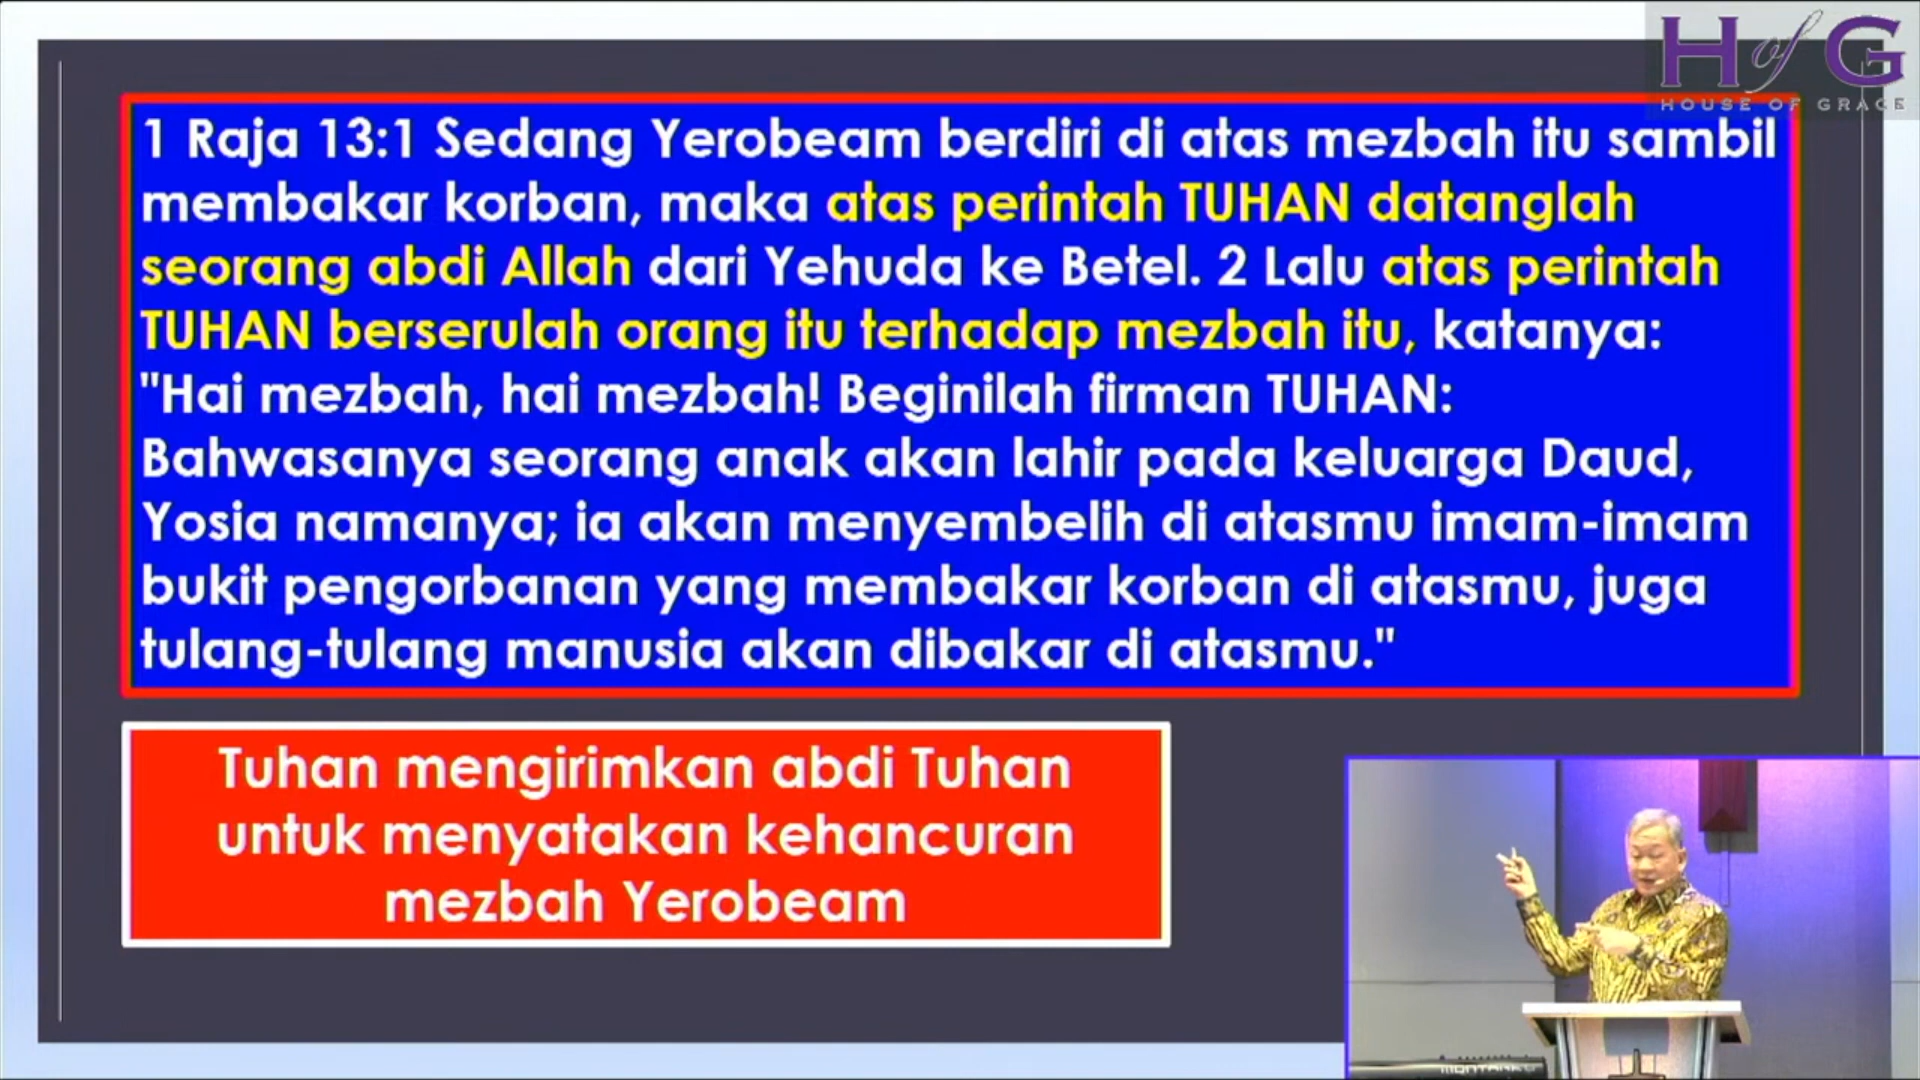 H of G
HOUSE OF GRACE
1 Raja 13:1 Sedang Yerobeam berdiri di atas mezbah itu sambil
membakar korban, maka atas perintah TUHAN datanglah
seorang abdi Allah dari Yehuda ke Betel. 2 Lalu atas perintah
TUHAN berserulah orang itu terhadap mezbah itu, katanya:
"Hai mezbah, hai mezbah! Beginilah firman TUHAN:
Bahwasanya seorang anak akan lahir pada keluarga Daud,
Yosia namanya; ia akan menyembelih di atasmu imam-imam
bukit pengorbanan yang membakar korban di atasmu, juga
tulang-tulang manusia akan dibakar di atasmu."
Tuhan mengirimkan abdi Tuhan
untuk menyatakan kehancuran
mezbah Yerobeam